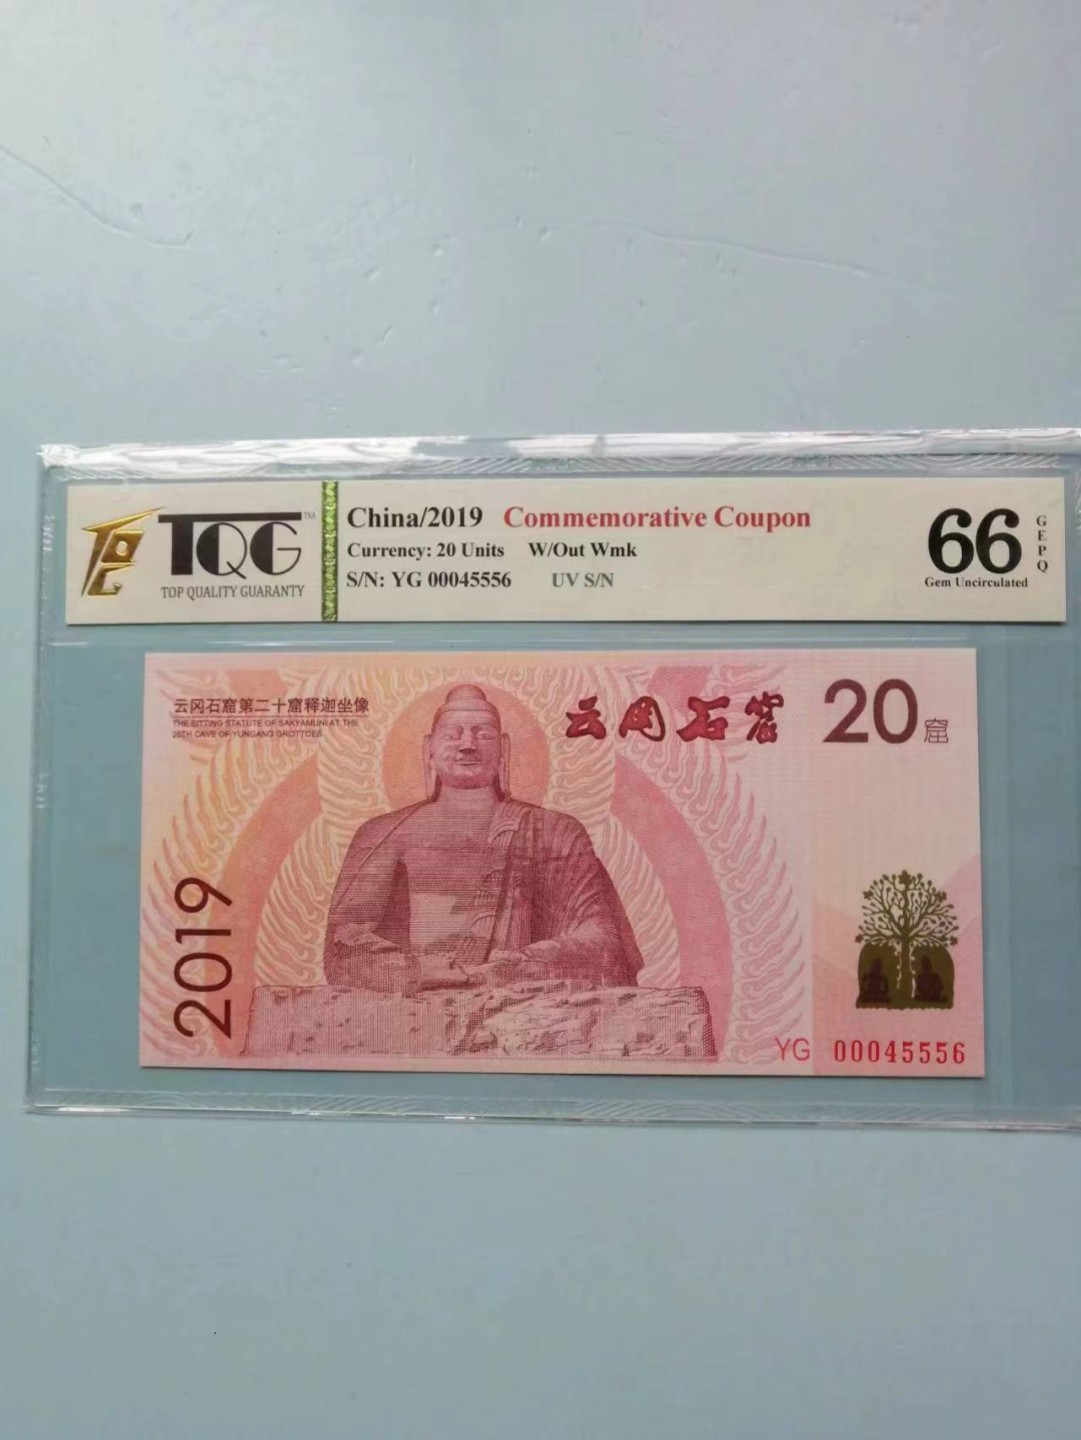 TQG™
TOP QUALITY GUARANTY
China/2019 Commemorative Coupon
Currency: 20 Units W/Out Wmk
S/N: YG 00045556 UV S/N
66
Gem Uncirculated
GEPQ
云冈石窟第二十窟释迦坐像
THE SITTING STATUTE OF SAKYAMUNI AT THE
20TH CAVE OF YUNGANG GROTTOES
云冈石窟
20窟
2019
YG 00045556